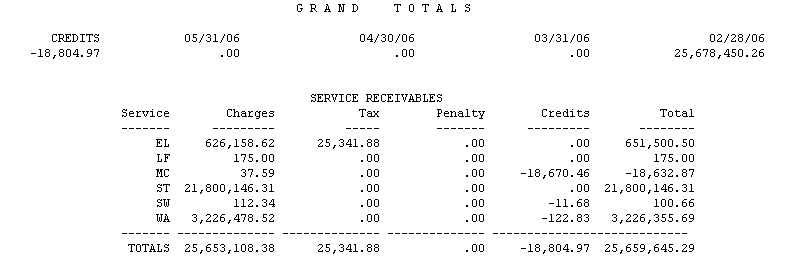 G R A N D   T O T A L S
CREDITS 05/31/06 04/30/06 03/31/06 02/28/06
-18,804.97 .00 .00 .00 25,678,450.26
SERVICE RECEIVABLES
Service Charges Tax Penalty Credits Total
------- --------- ----- ------- --------- --------
EL 626,158.62 25,341.88 .00 .00 651,500.50
LF 175.00 .00 .00 .00 175.00
MC 37.59 .00 .00 -18,670.46 -18,632.87
ST 21,800,146.31 .00 .00 .00 21,800,146.31
SW 112.34 .00 .00 -11.68 100.66
WA 3,226,478.52 .00 .00 -122.83 3,226,355.69
------- -------------- -------------- -------------- ----------------------------
TOTALS 25,653,108.38 25,341.88 .00 -18,804.97 25,659,645.29